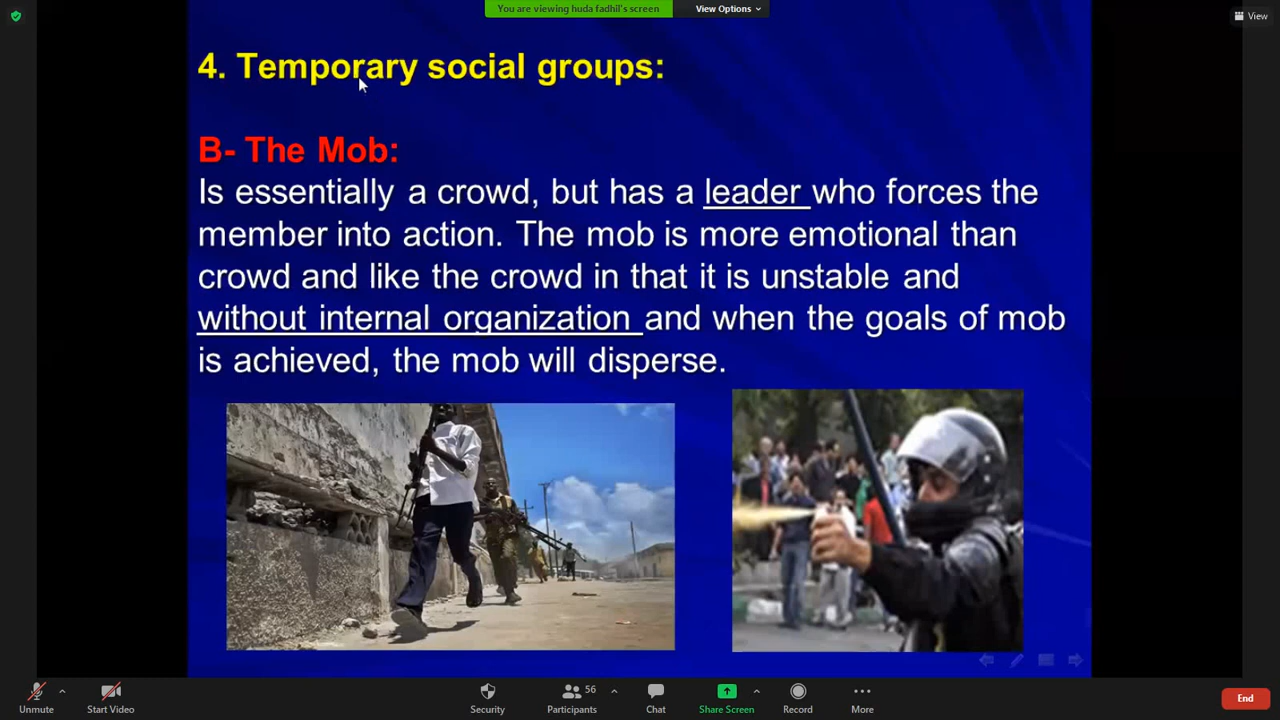 You are viewing huda fadhil's screen
View Options
View
4. Temporary social groups:
B- The Mob:
Is essentially a crowd, but has a leader who forces the
member into action. The mob is more emotional than
crowd and like the crowd in that it is unstable and
without internal organization and when the goals of mob
is achieved, the mob will disperse.
Unmute
Start Video
Security
56
Participants
Chat
Share Screen
Record
More
End